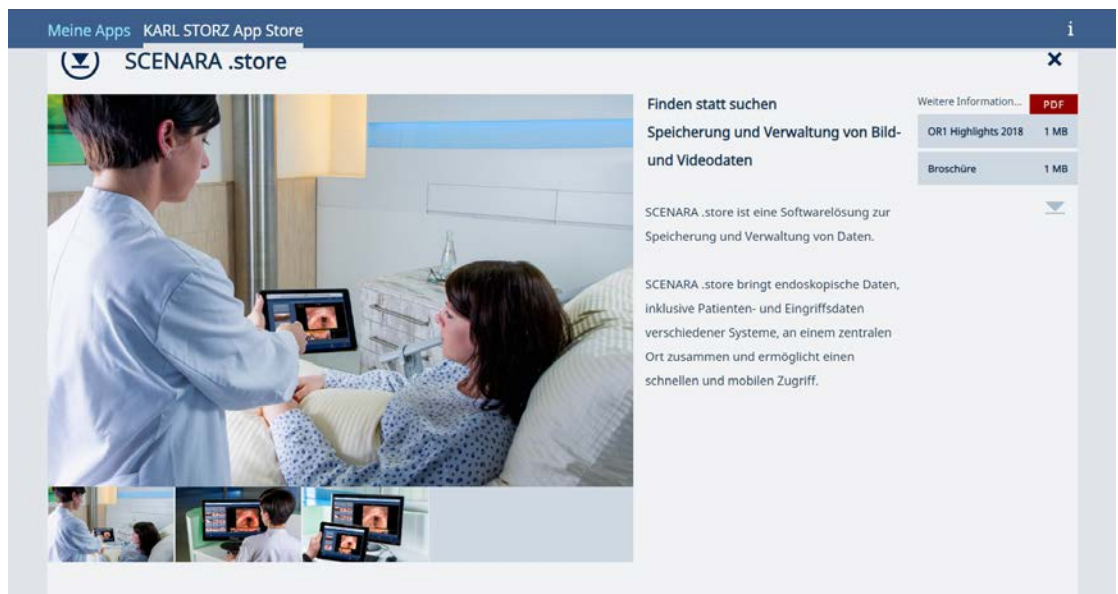 Meine Apps KARL STORZ App Store i
SCENARA .store
Finden statt suchen
Speicherung und Verwaltung von Bild-
und Videodaten
SCENARA .store ist eine Softwarelösung zur
Speicherung und Verwaltung von Daten.
SCENARA .store bringt endoskopische Daten,
inklusive Patienten- und Eingriffsdaten
verschiedener Systeme, an einem zentralen
Ort zusammen und ermöglicht einen
schnellen und mobilen Zugriff.
Weitere Information... PDF
OR1 Highlights 2018 1 MB
Broschüre 1 MB